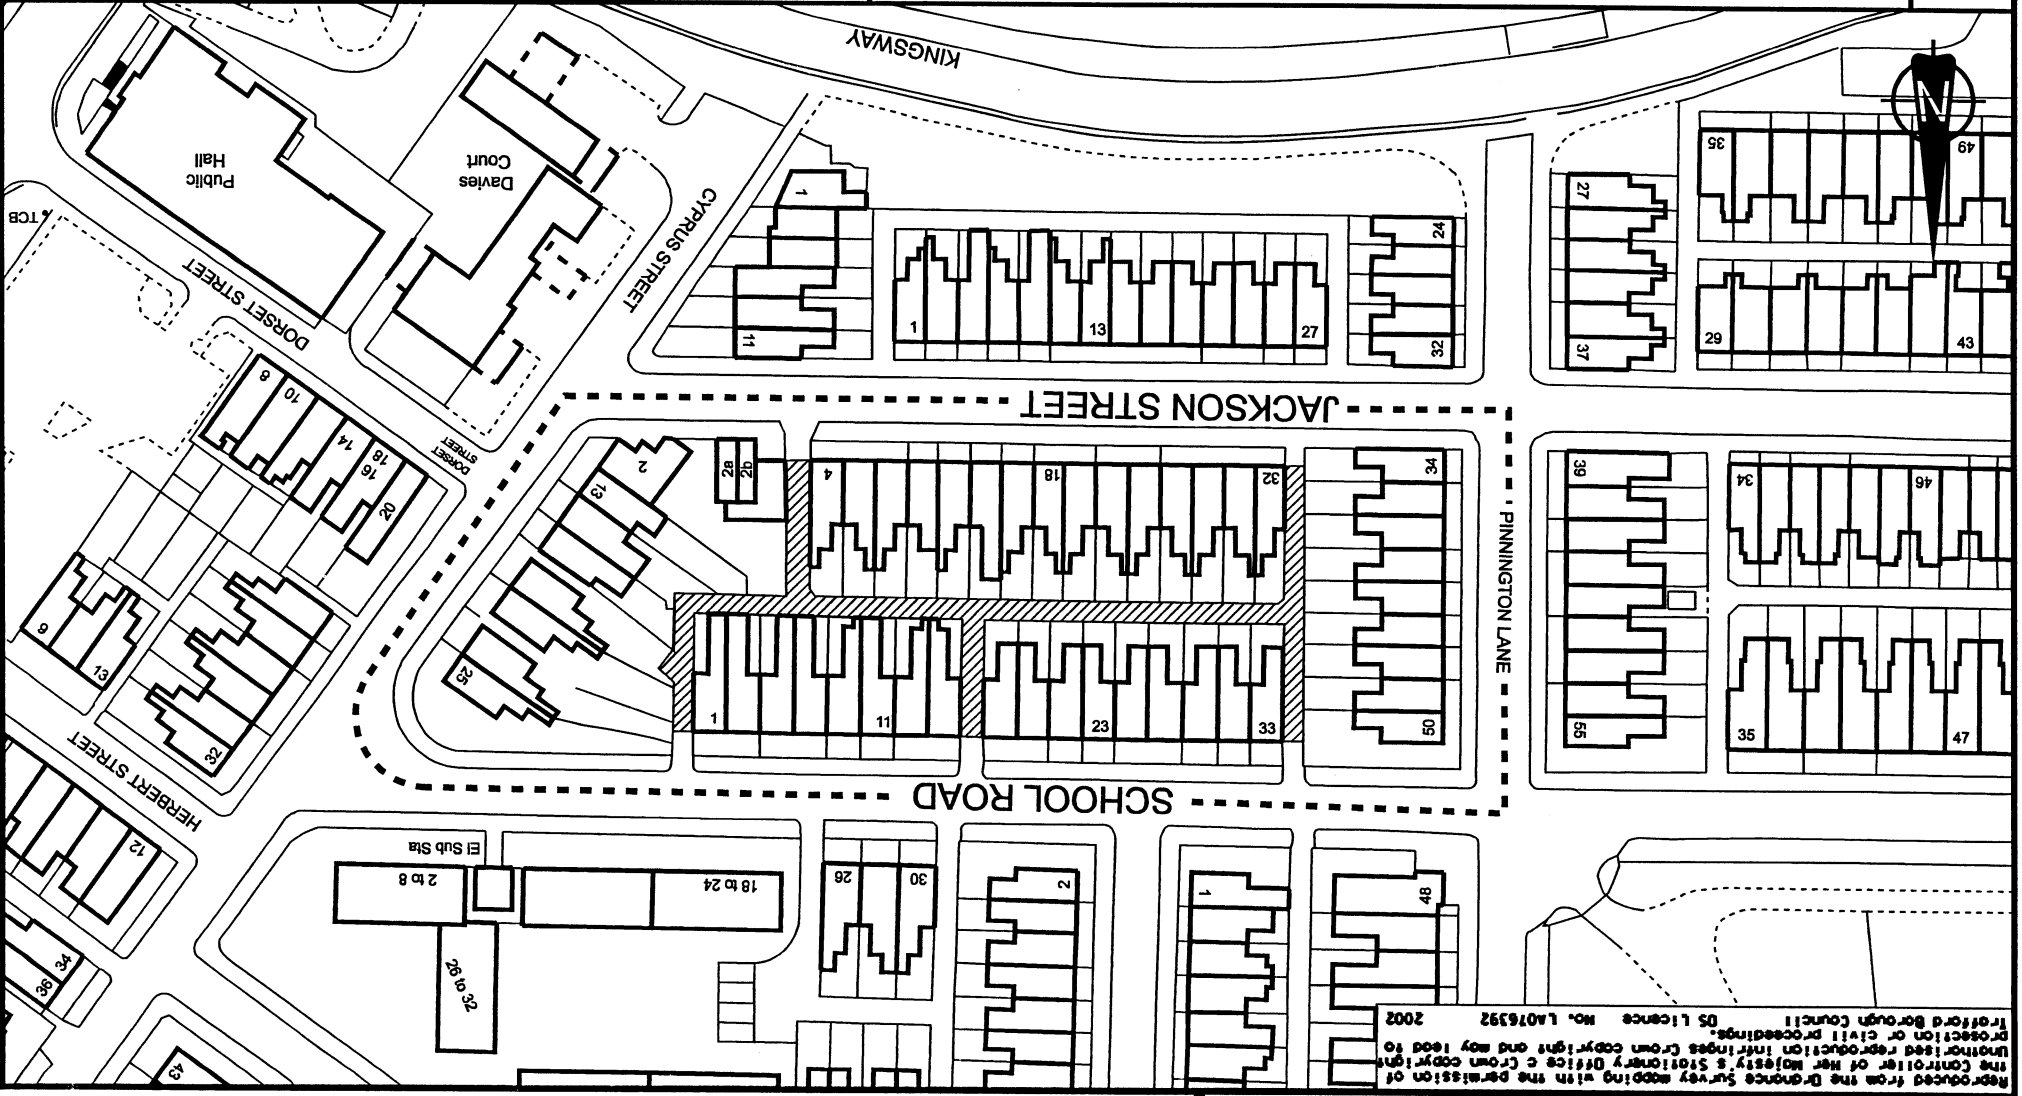 KINGSWAY
N
Public
Hall
Davies
Court
TCB
CYPRUS STREET
DORSET STREET
DORSET
STREET
1
11
1
13
27
24
32
27
37
35
49
29
43
8
10
14
18
16
20
JACKSON STREET
2
13
25
2a
2b
4
18
32
34
50
PINNINGTON LANE
39
55
34
46
35
47
1
11
23
33
9
13
32
HERBERT STREET
SCHOOL ROAD
12
34
36
43
El Sub Sta
2 to 8
18 to 24
26 to 32
26
30
2
1
48
Reproduced from the Ordnance Survey mapping with the permission of
the Controller of Her Majesty's Stationery Office c Crown copyright
Unathorised reproduction infringes Crown copyright and may lead to
prosection or civil proceedings.
Trafford Borough Council OS Licence No. LA076392 2002